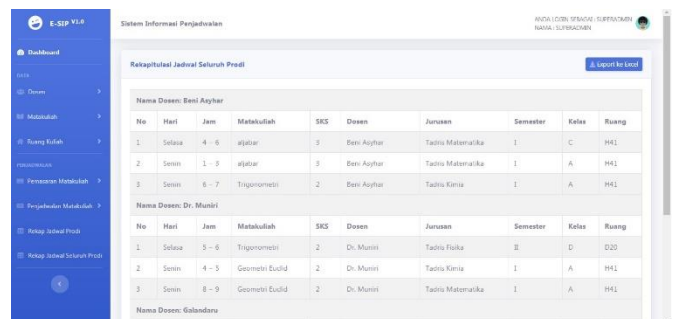 E-SIP V1.0
Sistem Informasi Penjadwalan
ANDA LOGIN SEBAGAI : SUPERADMIN
NAMA : SUPERADMIN
Dashboard
DATA
Dosen
Matakuliah
Ruang Kuliah
PENJADWALAN
Pemasaran Matakuliah
Penjadwalan Matakuliah
Rekap Jadwal Prodi
Rekap Jadwal Seluruh Prodi
Rekapitulasi Jadwal Seluruh Prodi
Export ke Excel
Nama Dosen: Beni Asyhar
No Hari Jam Matakuliah SKS Dosen Jurusan Semester Kelas Ruang
1 Selasa 4 - 6 aljabar 3 Beni Asyhar Tadris Matematika I C H41
2 Senin 1 - 3 aljabar 3 Beni Asyhar Tadris Matematika I A H41
3 Senin 6 - 7 Trigonometri 2 Beni Asyhar Tadris Kimia I A H41
Nama Dosen: Dr. Muniri
No Hari Jam Matakuliah SKS Dosen Jurusan Semester Kelas Ruang
1 Selasa 5 - 6 Trigonometri 2 Dr. Muniri Tadris Fisika II D D20
2 Senin 4 - 5 Geometri Euclid 2 Dr. Muniri Tadris Kimia I A H41
3 Senin 8 - 9 Geometri Euclid 2 Dr. Muniri Tadris Matematika I A H41
Nama Dosen: Galandaru